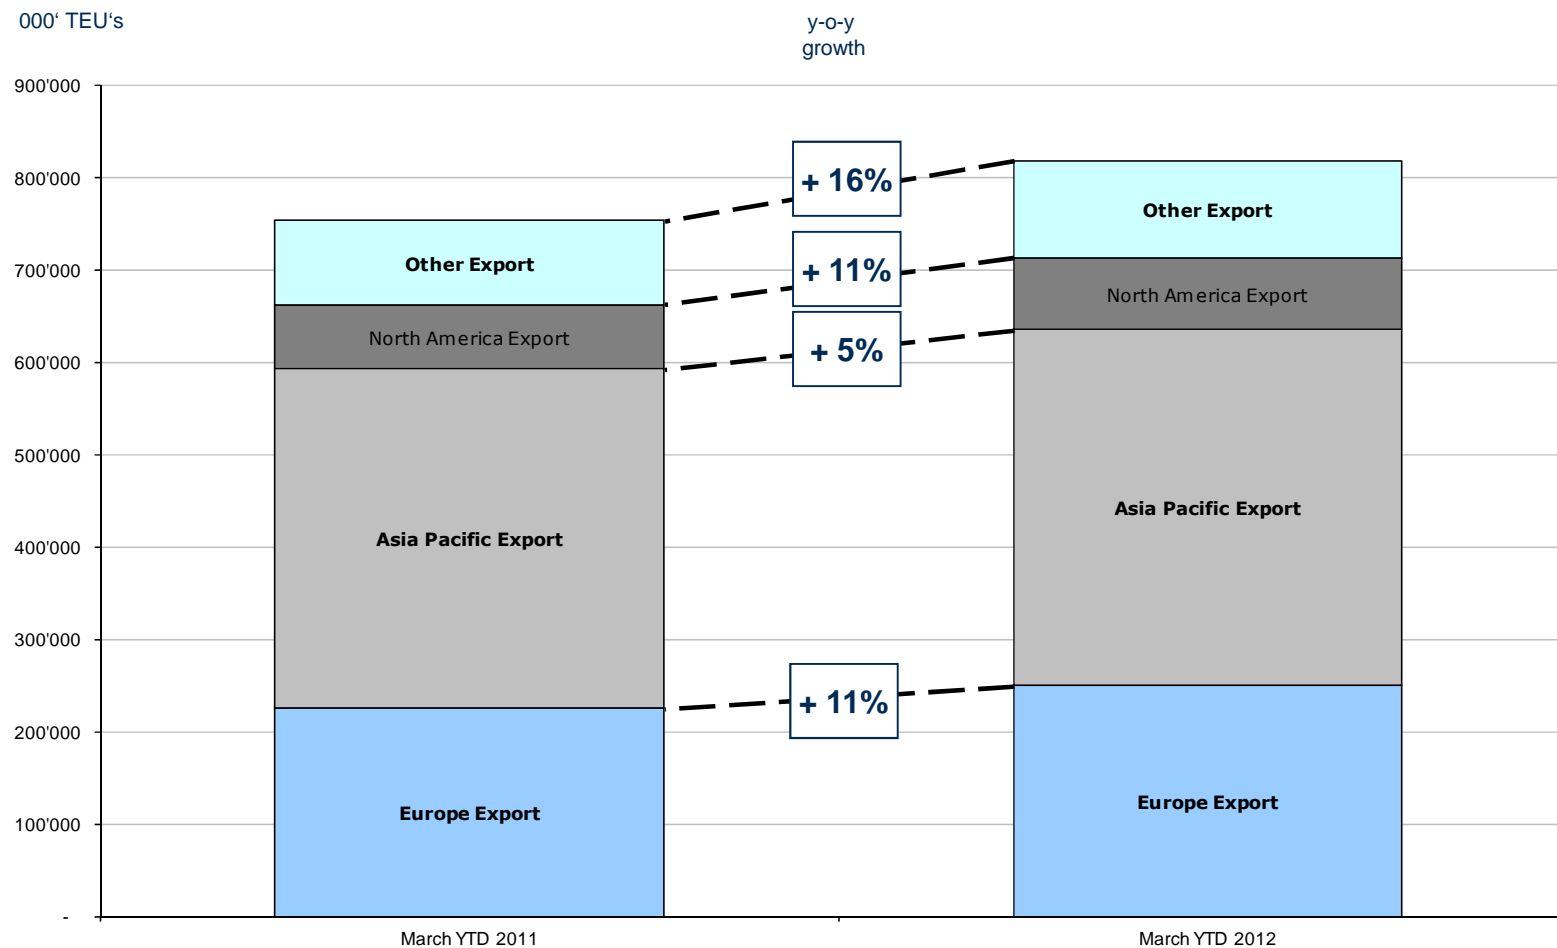 000‘ TEU‘s
y-o-y
growth
900'000
800'000
700'000
600'000
500'000
400'000
300'000
200'000
100'000
-
+ 16%
+ 11%
+ 5%
+ 11%
Other Export
North America Export
Asia Pacific Export
Europe Export
Other Export
North America Export
Asia Pacific Export
Europe Export
March YTD 2011
March YTD 2012